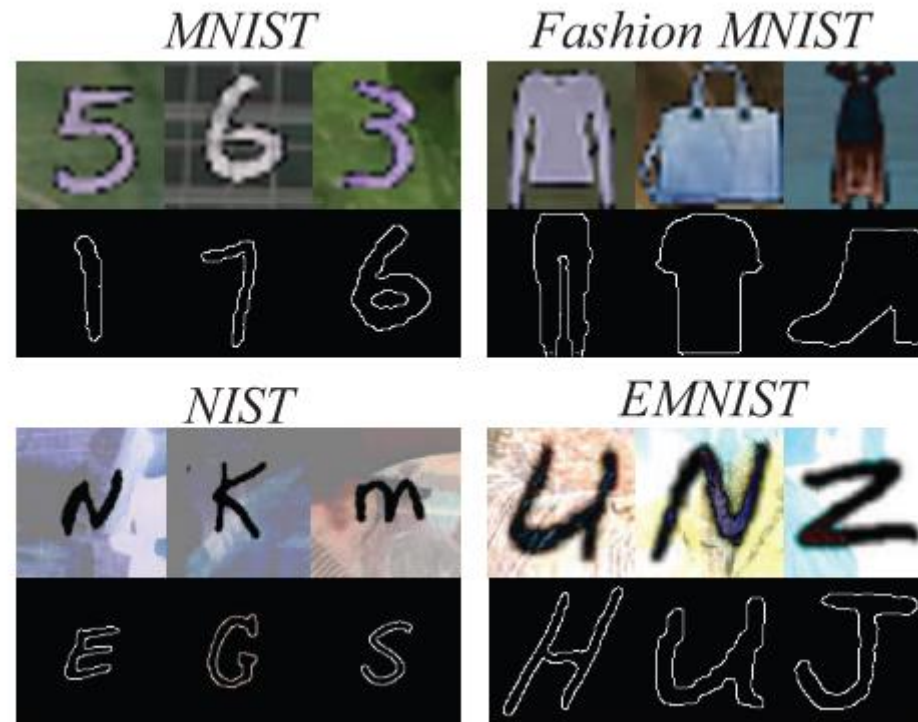 MNIST
Fashion MNIST
5 6 3
1 7 6
NIST
EMNIST
N K m
U N Z
E G S
H U J